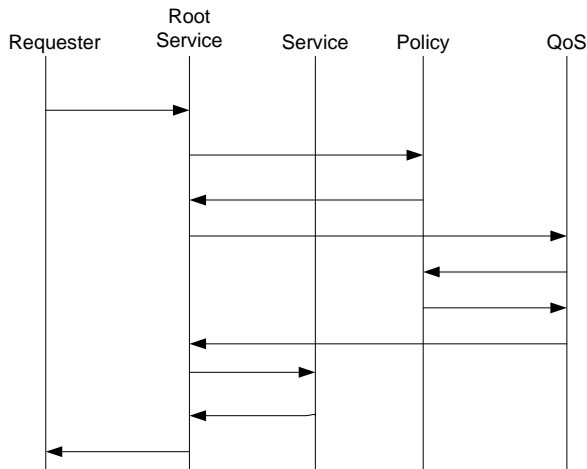 Requester
Root
Service
Service
Policy
QoS